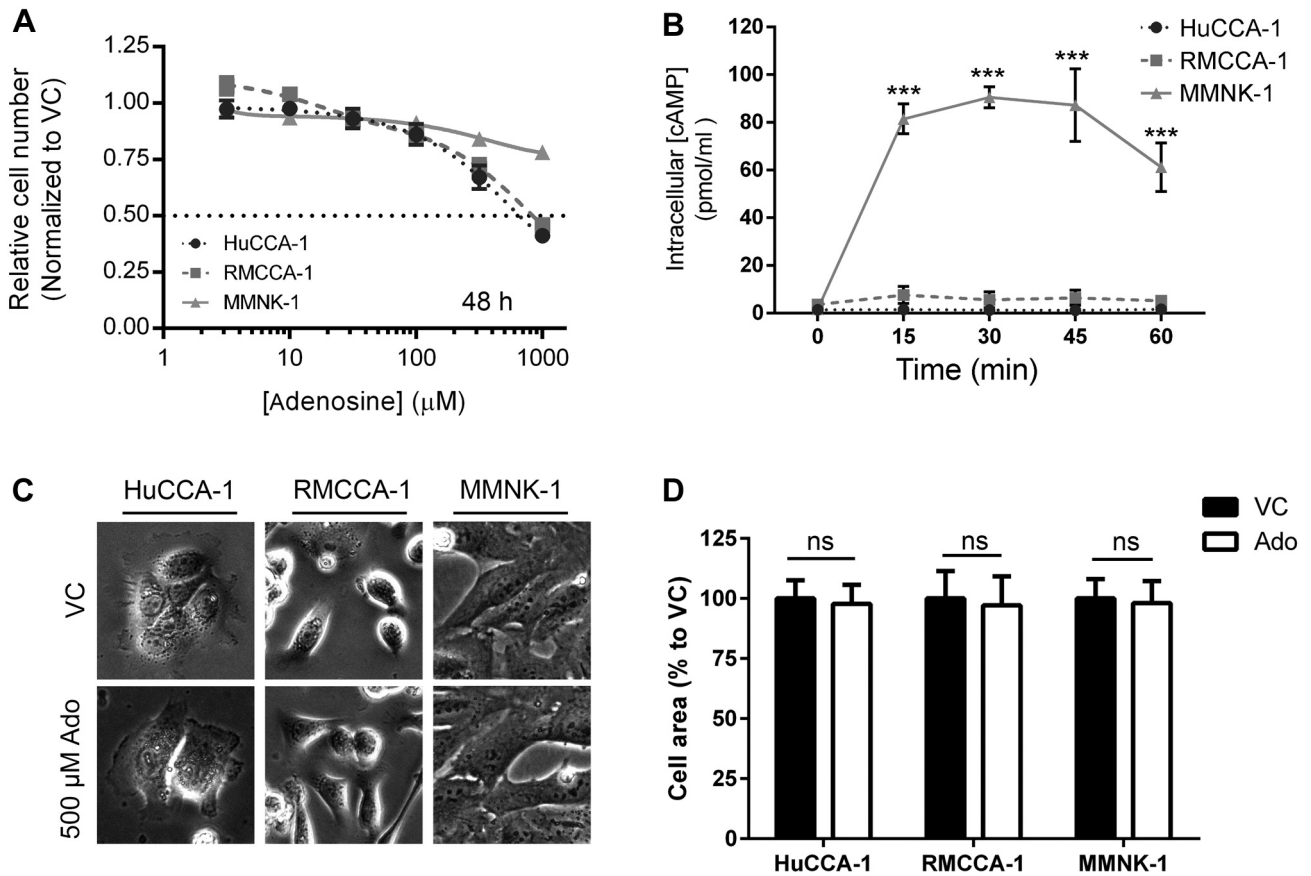 A
Relative cell number
(Normalized to VC)
1.25
1.00
0.75
0.50
0.25
0.00
HuCCA-1
RMCCA-1
MMNK-1
48 h
1
10
100
1000
[Adenosine] (μM)
B
Intracellular [cAMP]
(pmol/ml)
120
100
80
60
40
20
0
***
***
***
***
HuCCA-1
RMCCA-1
MMNK-1
0
15
30
45
60
Time (min)
C
HuCCA-1
RMCCA-1
MMNK-1
VC
500 μM Ado
D
VC
Ado
Cell area (% to VC)
125
100
75
50
25
0
ns
ns
ns
HuCCA-1
RMCCA-1
MMNK-1